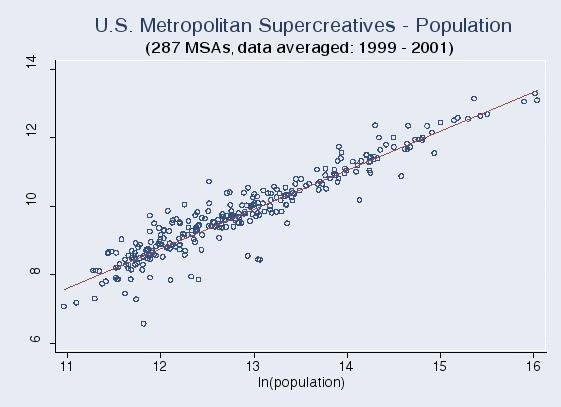 U.S. Metropolitan Supercreatives - Population
(287 MSAs, data averaged: 1999 - 2001)
14
12
10
8
6
11 12 13 14 15 16
ln(population)